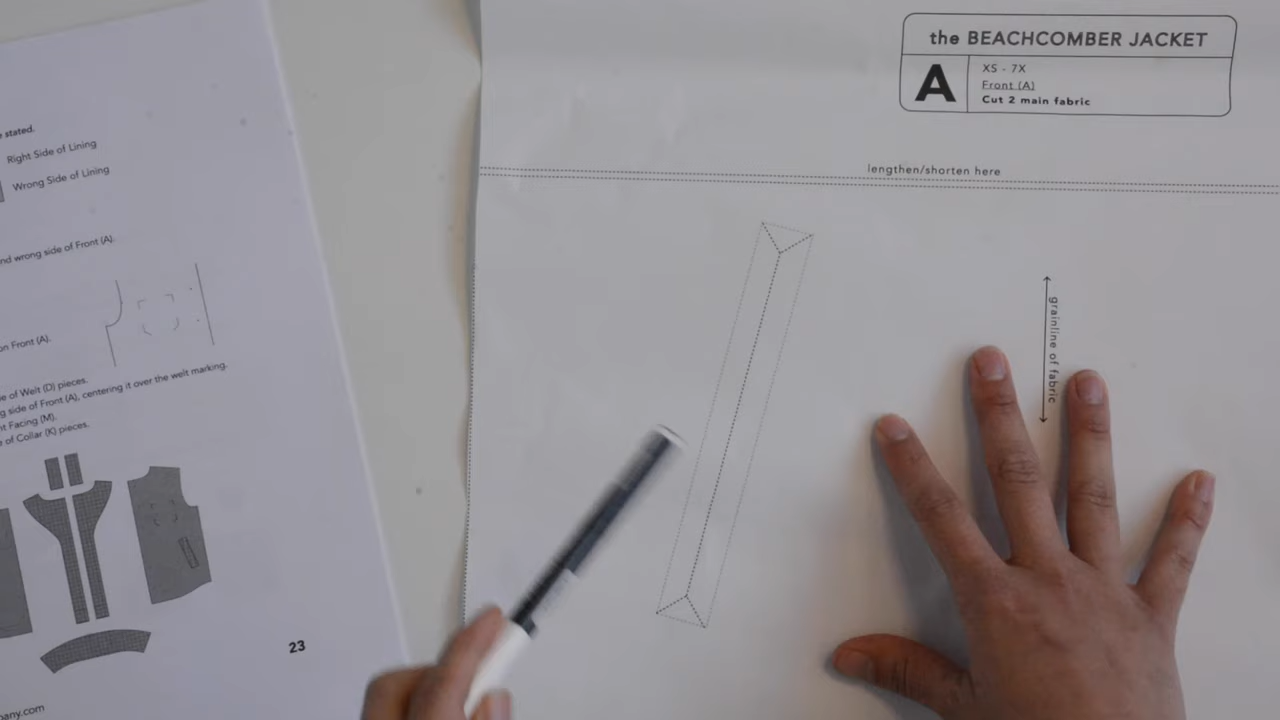 stated.
Right Side of Lining
Wrong Side of Lining
nd wrong side of Front (A).
on Front (A).
e of Welt (D) pieces.
g side of Front (A), centering it over the welt marking.
nt Facing (M).
of Collar (K) pieces.
23
pany.com
the BEACHCOMBER JACKET
A
XS - 7X
Front (A)
Cut 2 main fabric
lengthen/shorten here
grainline of fabric